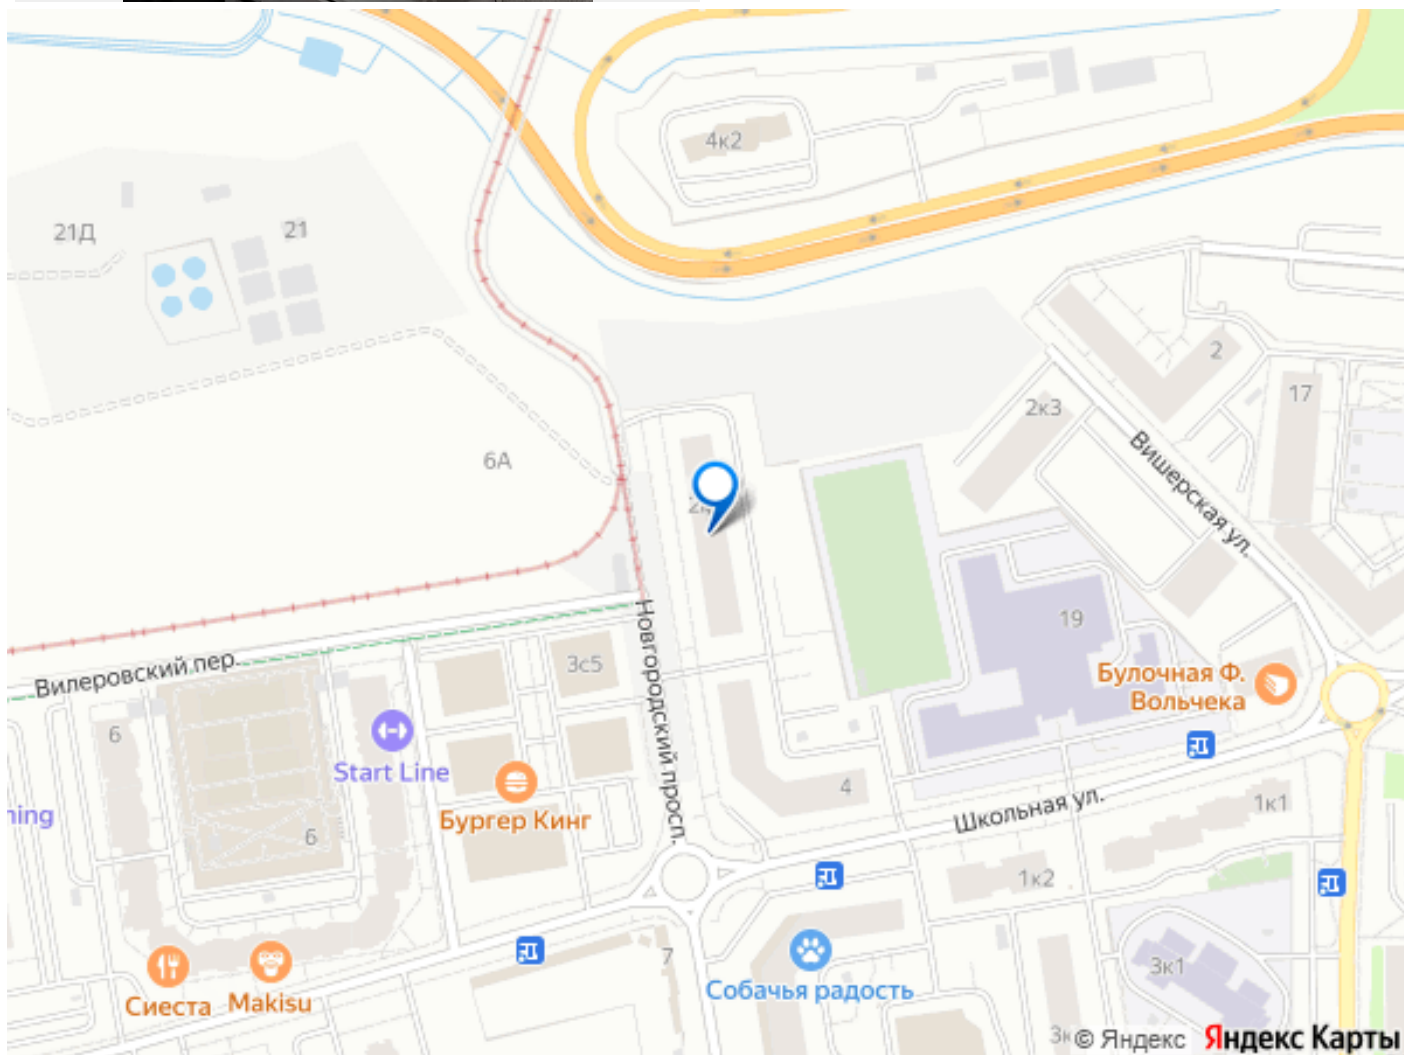 4к2
21Д
21
2
17
2к3
6А
Вишерская ул.
19
Новгородский просп.
3с5
Вилеровский пер.
Булочная Ф.
Вольчека
6
Start Line
ning
4
Школьная ул.
1к1
Бургер Кинг
6
1к2
7
3к1
Сиеста
Makisu
Собачья радость
© Яндекс
Яндекс Карты